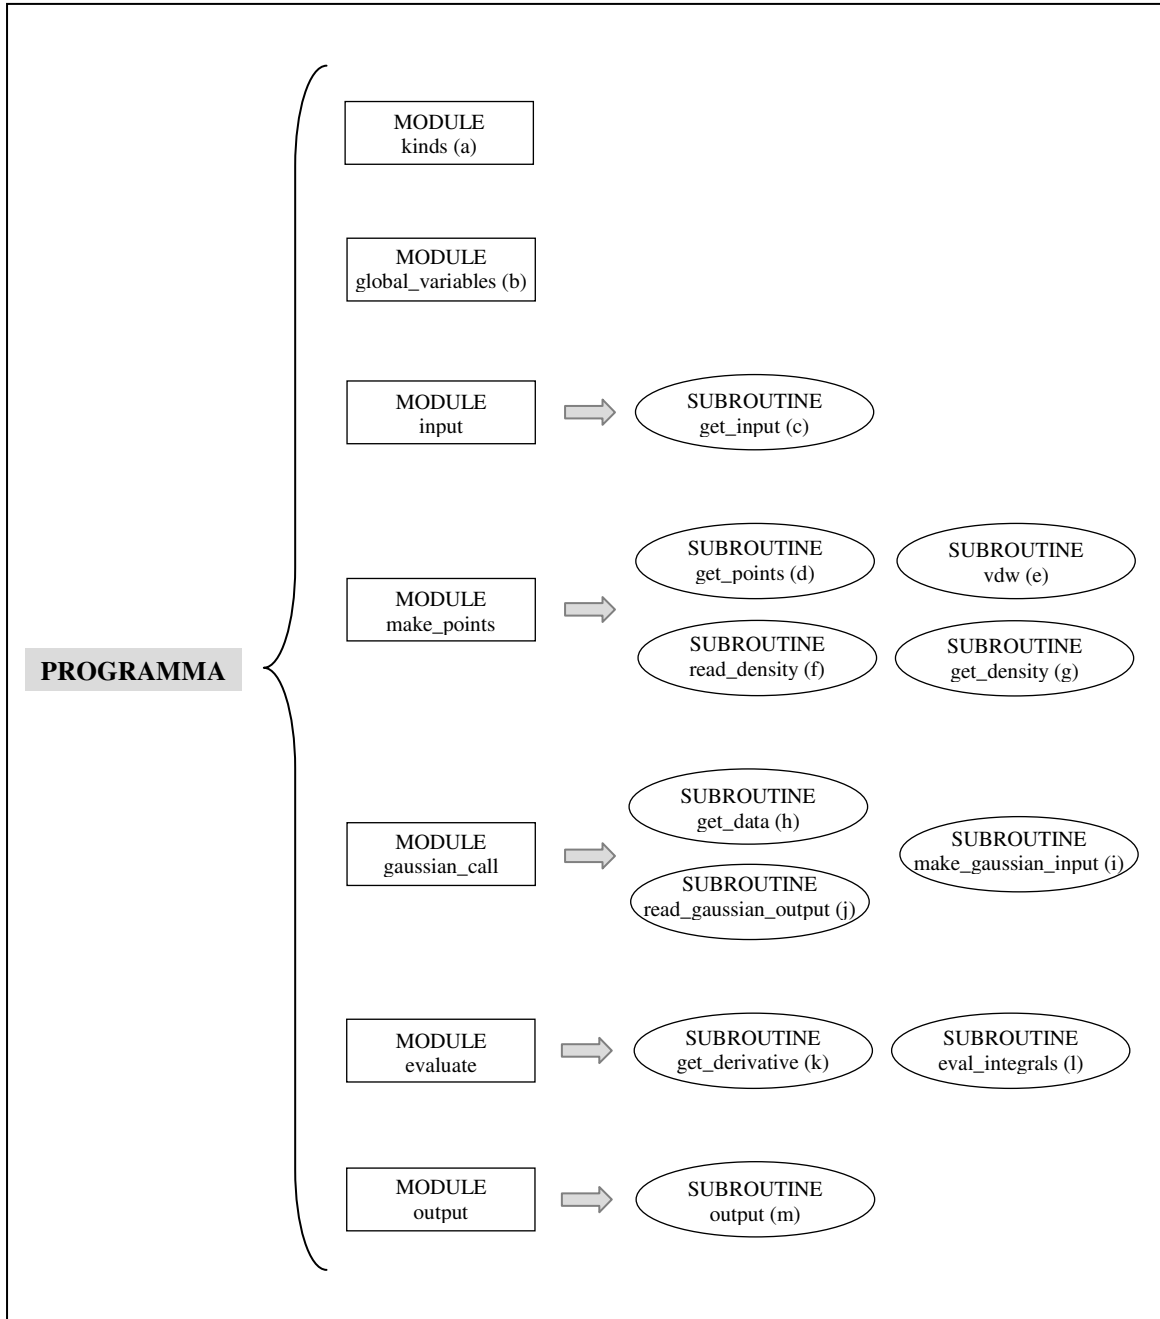 MODULE
kinds (a)
MODULE
global_variables (b)
MODULE
input
SUBROUTINE
get_input (c)
MODULE
make_points
SUBROUTINE
get_points (d)
SUBROUTINE
vdw (e)
SUBROUTINE
read_density (f)
SUBROUTINE
get_density (g)
PROGRAMMA
MODULE
gaussian_call
SUBROUTINE
get_data (h)
SUBROUTINE
make_gaussian_input (i)
SUBROUTINE
read_gaussian_output (j)
MODULE
evaluate
SUBROUTINE
get_derivative (k)
SUBROUTINE
eval_integrals (l)
MODULE
output
SUBROUTINE
output (m)